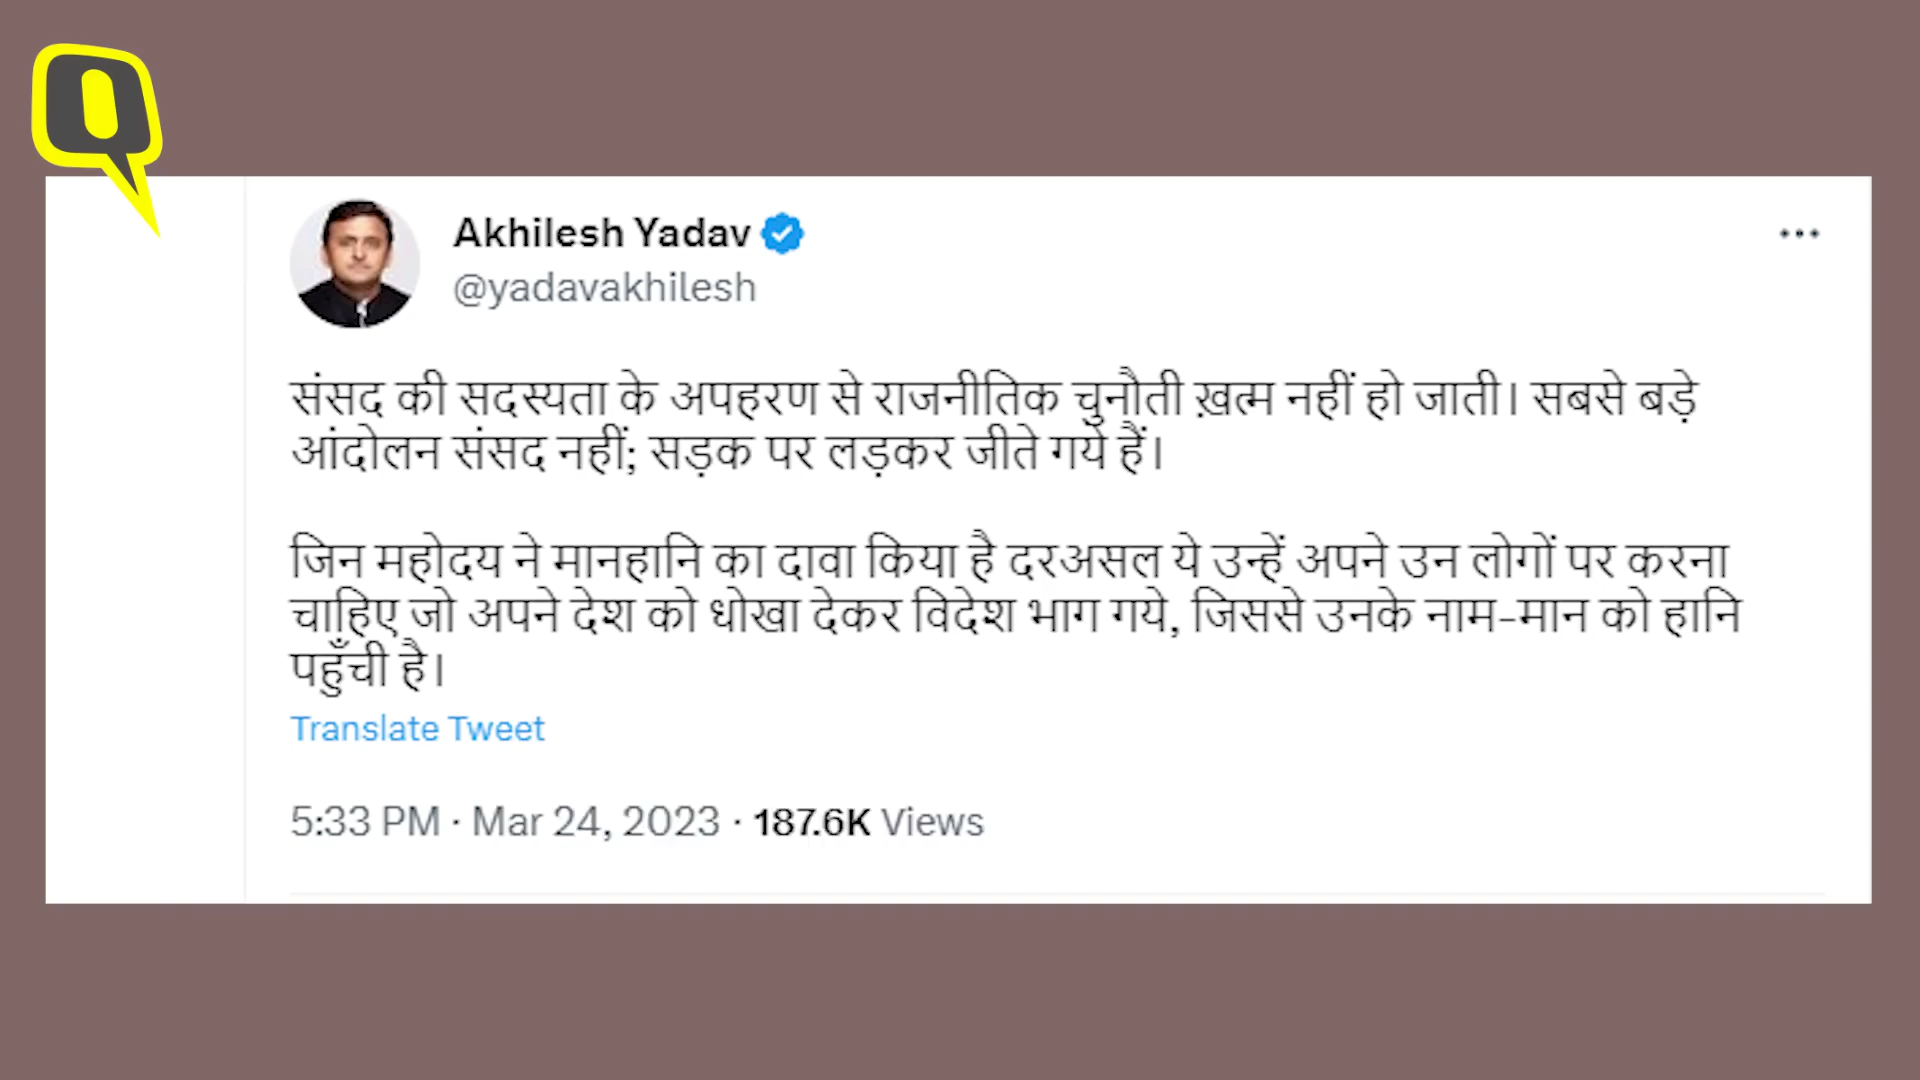 Akhilesh Yadav
@yadavakhilesh
संसद की सदस्यता के अपहरण से राजनीतिक चुनौती ख़त्म नहीं हो जाती। सबसे बड़े
आंदोलन संसद नहीं; सड़क पर लड़कर जीते गये हैं।
जिन महोदय ने मानहानि का दावा किया है दरअसल ये उन्हें अपने उन लोगों पर करना
चाहिए जो अपने देश को धोखा देकर विदेश भाग गये, जिससे उनके नाम-मान को हानि
पहुँची है।
Translate Tweet
5:33 PM · Mar 24, 2023 · 187.6K Views